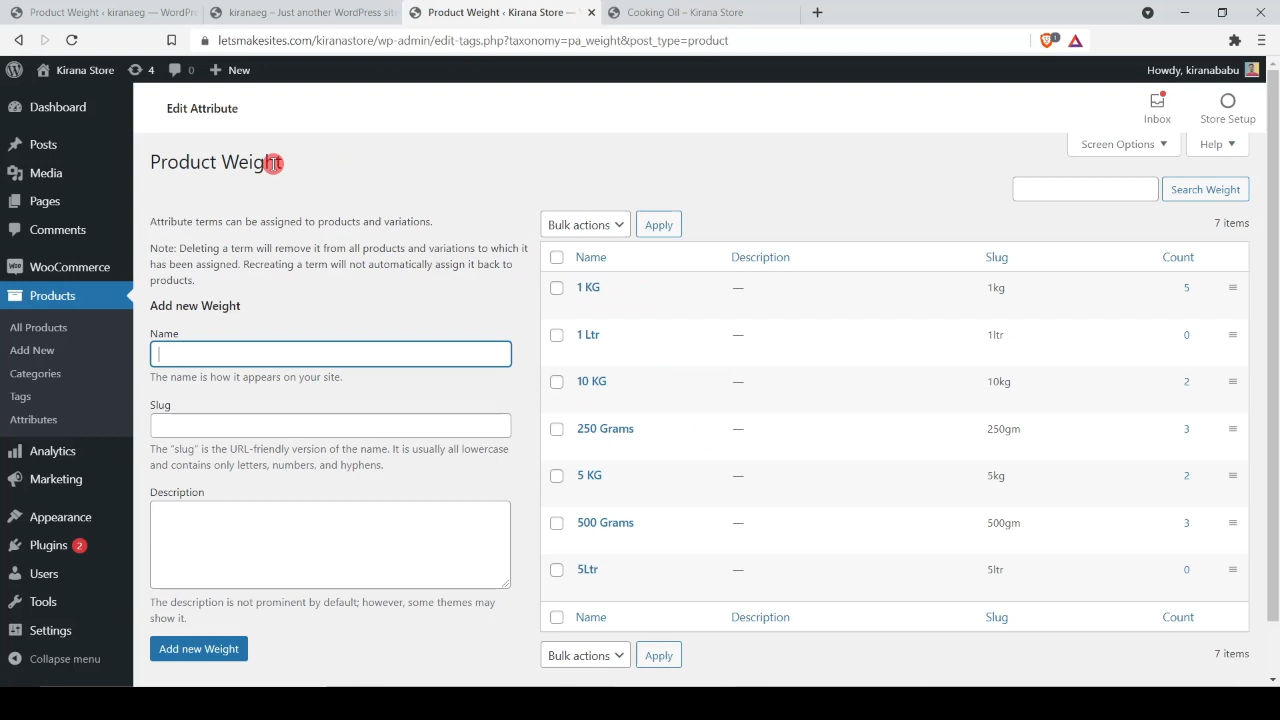 Product Weight ‹ kiranaeg — WordPr
kiranaeg – Just another WordPress sit
Product Weight ‹ Kirana Store —
Cooking Oil – Kirana Store
letsmakesites.com/kiranastore/wp-admin/edit-tags.php?taxonomy=pa_weight&post_type=product
1
Kirana Store
4
0
New
Howdy, kiranababu
Dashboard
Posts
Media
Pages
Comments
WooCommerce
Products
All Products
Add New
Categories
Tags
Attributes
Analytics
Marketing
Appearance
Plugins 2
Users
Tools
Settings
Collapse menu
Edit Attribute
Inbox
Store Setup
Screen Options
Help
Product Weight
Search Weight
Attribute terms can be assigned to products and variations.
Note: Deleting a term will remove it from all products and variations to which it
has been assigned. Recreating a term will not automatically assign it back to
products.
Add new Weight
Name
The name is how it appears on your site.
Slug
The “slug” is the URL-friendly version of the name. It is usually all lowercase
and contains only letters, numbers, and hyphens.
Description
The description is not prominent by default; however, some themes may
show it.
Add new Weight
Bulk actions Apply 7 items
Name Description Slug Count
1 KG — 1kg 5
1 Ltr — 1ltr 0
10 KG — 10kg 2
250 Grams — 250gm 3
5 KG — 5kg 2
500 Grams — 500gm 3
5Ltr — 5ltr 0
Name Description Slug Count
Bulk actions Apply 7 items